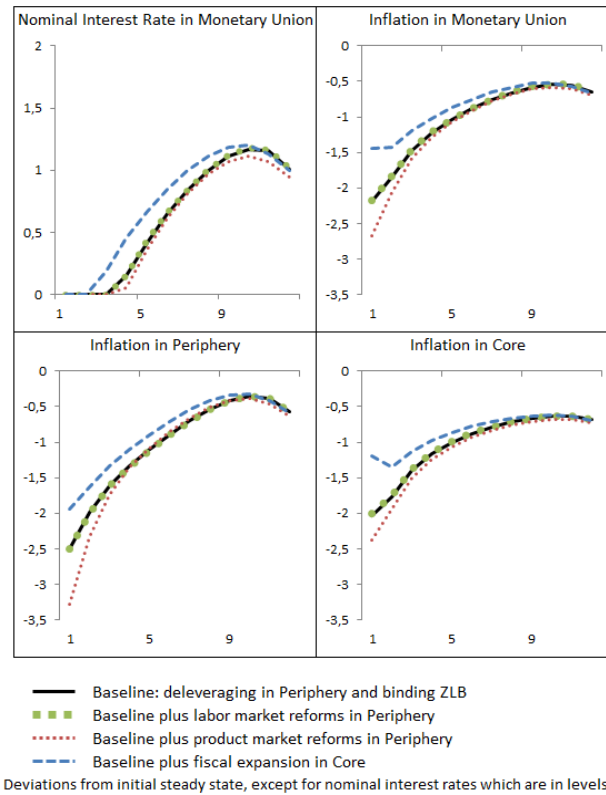 Nominal Interest Rate in Monetary Union
2
1,5
1
0,5
0
1 5 9
Inflation in Monetary Union
0
-0,5
-1
-1,5
-2
-2,5
-3
-3,5
1 5 9
Inflation in Periphery
0
-0,5
-1
-1,5
-2
-2,5
-3
-3,5
1 5 9
Inflation in Core
0
-0,5
-1
-1,5
-2
-2,5
-3
-3,5
1 5 9
Baseline: deleveraging in Periphery and binding ZLB
Baseline plus labor market reforms in Periphery
Baseline plus product market reforms in Periphery
Baseline plus fiscal expansion in Core
Deviations from initial steady state, except for nominal interest rates which are in levels